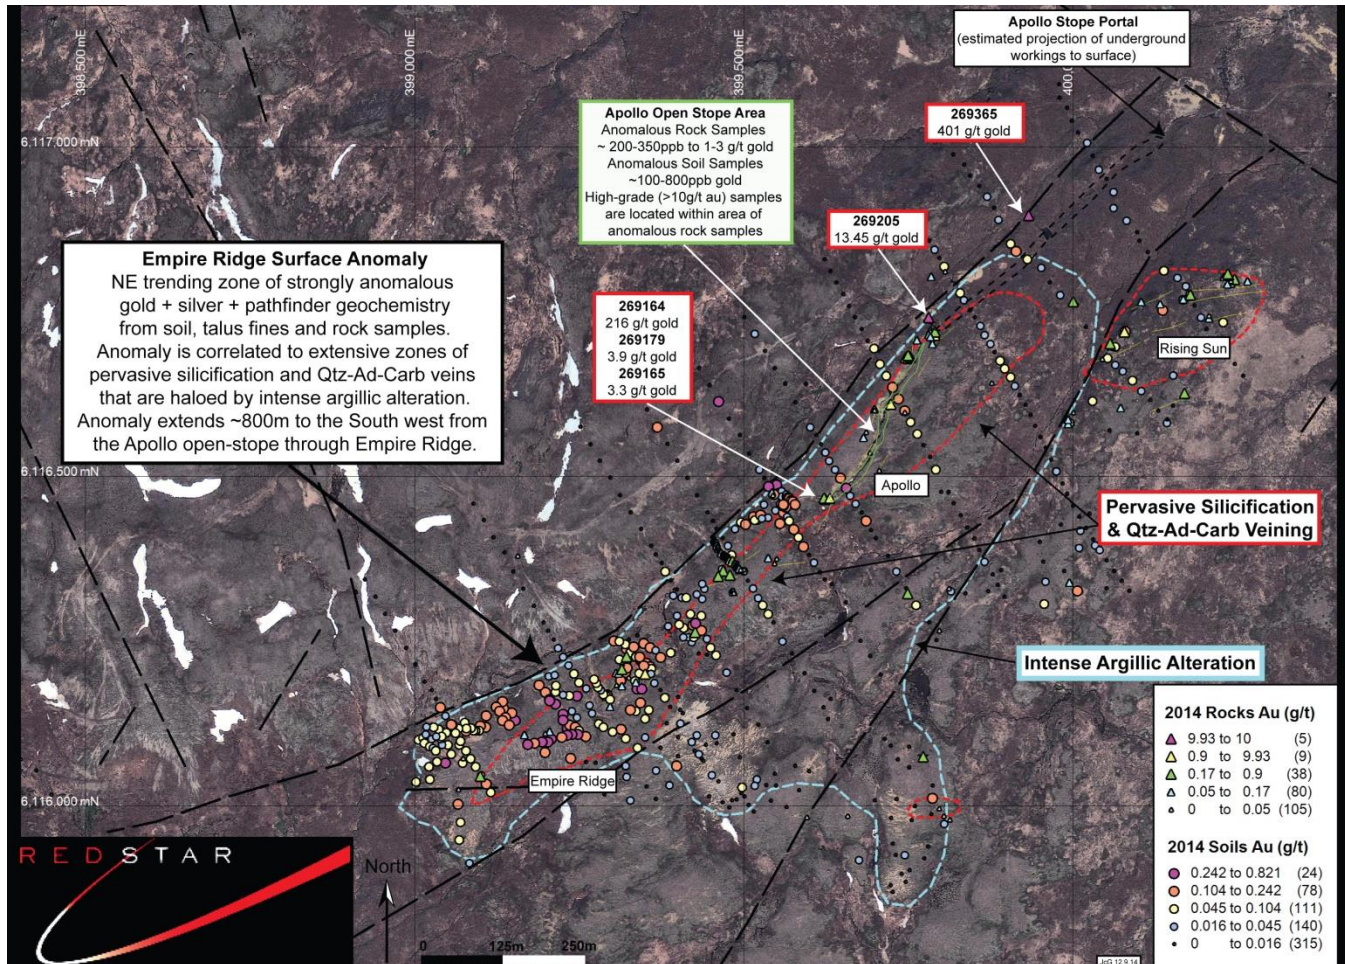 398,500 mE
399,000 mE
399,500 mE
400,0
6,117,000 mN
6,116,500 mN
6,116,000 mN
Apollo Stope Portal
(estimated projection of underground
workings to surface)
Apollo Open Stope Area
Anomalous Rock Samples
~ 200-350ppb to 1-3 g/t gold
Anomalous Soil Samples
~100-800ppb gold
High-grade (>10g/t au) samples
are located within area of
anomalous rock samples
269365
401 g/t gold
269205
13.45 g/t gold
Empire Ridge Surface Anomaly
NE trending zone of strongly anomalous
gold + silver + pathfinder geochemistry
from soil, talus fines and rock samples.
Anomaly is correlated to extensive zones of
pervasive silicification and Qtz-Ad-Carb veins
that are haloed by intense argillic alteration.
Anomaly extends ~800m to the South west from
the Apollo open-stope through Empire Ridge.
269164
216 g/t gold
269179
3.9 g/t gold
269165
3.3 g/t gold
Rising Sun
Apollo
Pervasive Silicification
& Qtz-Ad-Carb Veining
Intense Argillic Alteration
Empire Ridge
2014 Rocks Au (g/t)
9.93 to 10 (5)
0.9 to 9.93 (9)
0.17 to 0.9 (38)
0.05 to 0.17 (80)
0 to 0.05 (105)
2014 Soils Au (g/t)
0.242 to 0.821 (24)
0.104 to 0.242 (78)
0.045 to 0.104 (111)
0.016 to 0.045 (140)
0 to 0.016 (315)
REDSTAR
North
0 125m 250m
JcG 12.9.14